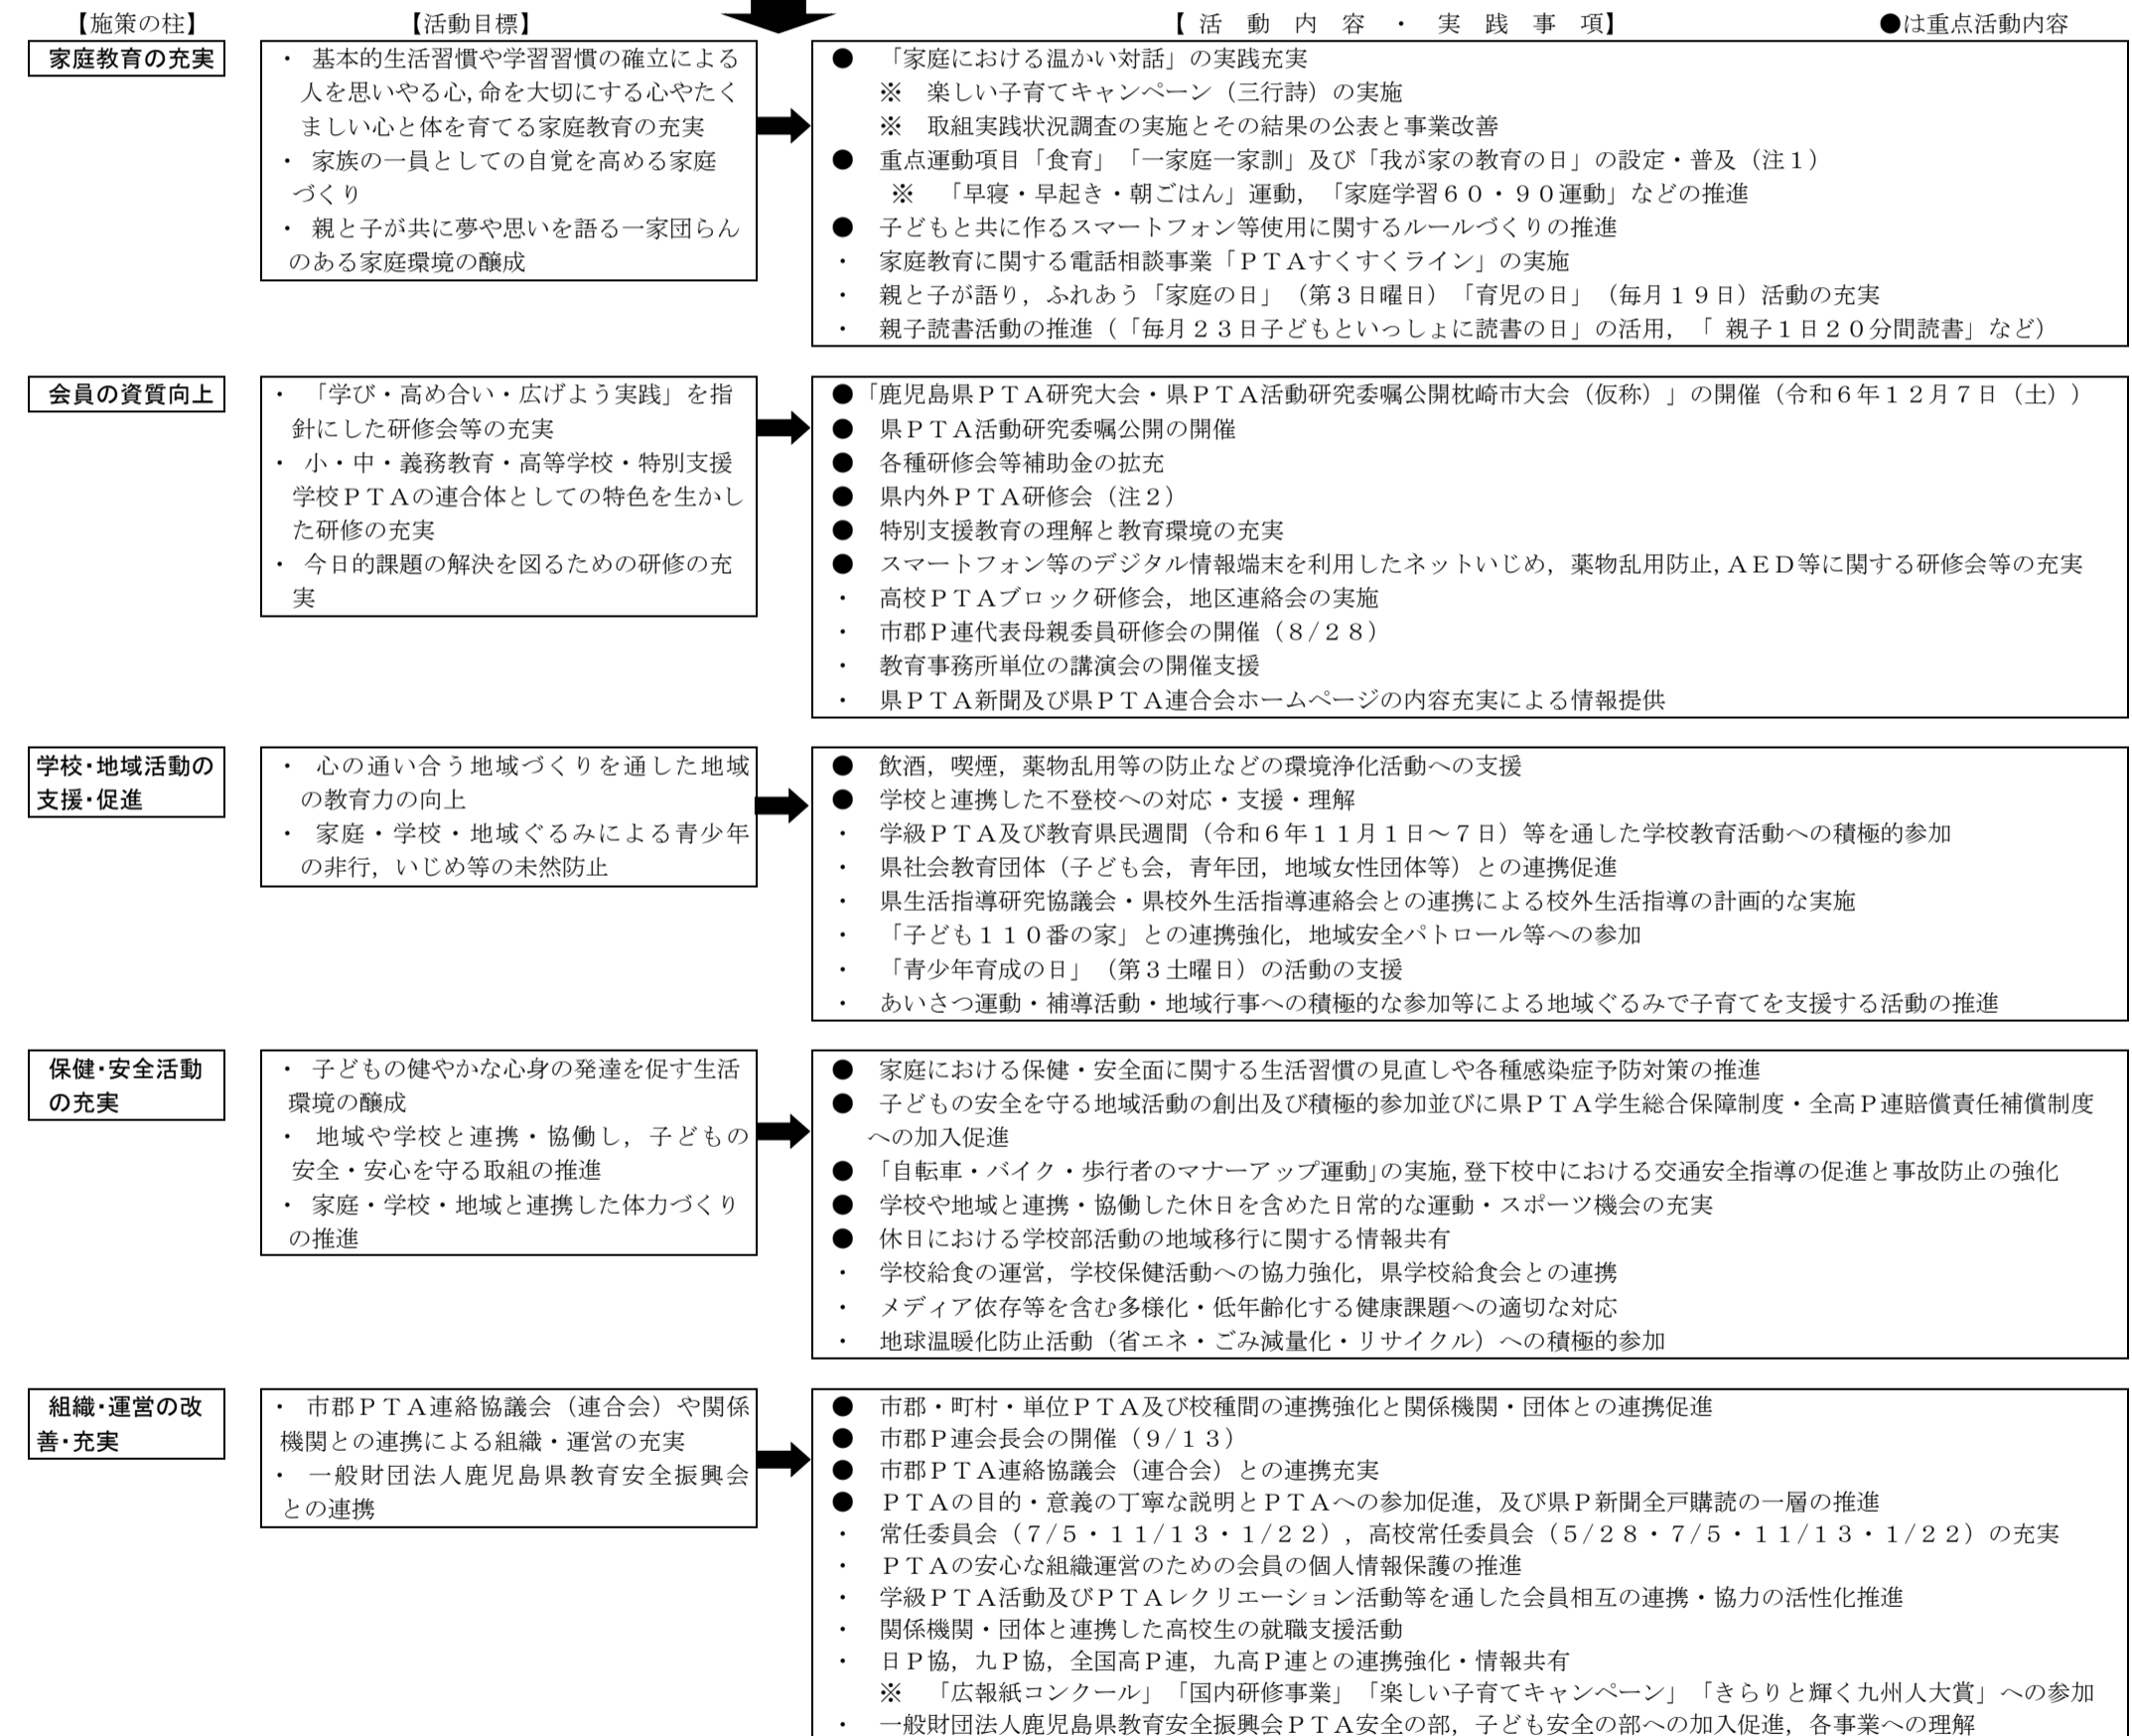 【施策の柱】 【活動目標】 【 活 動 内 容 ・ 実 践 事 項】 ●は重点活動内容
家庭教育の充実
・ 基本的生活習慣や学習習慣の確立による
人を思いやる心,命を大切にする心やたく
ましい心と体を育てる家庭教育の充実
・ 家族の一員としての自覚を高める家庭
づくり
・ 親と子が共に夢や思いを語る一家団らん
のある家庭環境の醸成
● 「家庭における温かい対話」の実践充実
※ 楽しい子育てキャンペーン（三行詩）の実施
※ 取組実践状況調査の実施とその結果の公表と事業改善
● 重点運動項目「食育」「一家庭一家訓」及び「我が家の教育の日」の設定・普及（注１）
※ 「早寝・早起き・朝ごはん」運動，「家庭学習６０・９０運動」などの推進
● 子どもと共に作るスマートフォン等使用に関するルールづくりの推進
・ 家庭教育に関する電話相談事業「ＰＴＡすくすくライン」の実施
・ 親と子が語り，ふれあう「家庭の日」（第３日曜日）「育児の日」（毎月１９日）活動の充実
・ 親子読書活動の推進（「毎月２３日子どもといっしょに読書の日」の活用，「 親子１日２０分間読書」など）
会員の資質向上
・ 「学び・高め合い・広げよう実践」を指
針にした研修会等の充実
・ 小・中・義務教育・高等学校・特別支援
学校ＰＴＡの連合体としての特色を生かし
た研修の充実
・ 今日的課題の解決を図るための研修の充
実
●「鹿児島県ＰＴＡ研究大会・県ＰＴＡ活動研究委嘱公開枕崎市大会（仮称）」の開催（令和６年１２月７日（土））
● 県ＰＴＡ活動研究委嘱公開の開催
● 各種研修会等補助金の拡充
● 県内外ＰＴＡ研修会（注２）
● 特別支援教育の理解と教育環境の充実
● スマートフォン等のデジタル情報端末を利用したネットいじめ，薬物乱用防止,ＡＥＤ等に関する研修会等の充実
・ 高校ＰＴＡブロック研修会，地区連絡会の実施
・ 市郡Ｐ連代表母親委員研修会の開催（８/２８）
・ 教育事務所単位の講演会の開催支援
・ 県ＰＴＡ新聞及び県ＰＴＡ連合会ホームページの内容充実による情報提供
学校・地域活動の
支援・促進
・ 心の通い合う地域づくりを通した地域
の教育力の向上
・ 家庭・学校・地域ぐるみによる青少年
の非行，いじめ等の未然防止
● 飲酒，喫煙，薬物乱用等の防止などの環境浄化活動への支援
● 学校と連携した不登校への対応・支援・理解
・ 学級ＰＴＡ及び教育県民週間（令和６年１１月１日～７日）等を通した学校教育活動への積極的参加
・ 県社会教育団体（子ども会，青年団，地域女性団体等）との連携促進
・ 県生活指導研究協議会・県校外生活指導連絡会との連携による校外生活指導の計画的な実施
・ 「子ども１１０番の家」との連携強化，地域安全パトロール等への参加
・ 「青少年育成の日」（第３土曜日）の活動の支援
・ あいさつ運動・補導活動・地域行事への積極的な参加等による地域ぐるみで子育てを支援する活動の推進
保健・安全活動
の充実
・ 子どもの健やかな心身の発達を促す生活
環境の醸成
・ 地域や学校と連携・協働し，子どもの
安全・安心を守る取組の推進
・ 家庭・学校・地域と連携した体力づくり
の推進
● 家庭における保健・安全面に関する生活習慣の見直しや各種感染症予防対策の推進
● 子どもの安全を守る地域活動の創出及び積極的参加並びに県ＰＴＡ学生総合保障制度・全高Ｐ連賠償責任補償制度
への加入促進
● 「自転車・バイク・歩行者のマナーアップ運動」の実施,登下校中における交通安全指導の促進と事故防止の強化
● 学校や地域と連携・協働した休日を含めた日常的な運動・スポーツ機会の充実
● 休日における学校部活動の地域移行に関する情報共有
・ 学校給食の運営，学校保健活動への協力強化，県学校給食会との連携
・ メディア依存等を含む多様化・低年齢化する健康課題への適切な対応
・ 地球温暖化防止活動（省エネ・ごみ減量化・リサイクル）への積極的参加
組織・運営の改
善・充実
・ 市郡ＰＴＡ連絡協議会（連合会）や関係
機関との連携による組織・運営の充実
・ 一般財団法人鹿児島県教育安全振興会
との連携
● 市郡・町村・単位ＰＴＡ及び校種間の連携強化と関係機関・団体との連携促進
● 市郡Ｐ連会長会の開催（９/１３）
● 市郡ＰＴＡ連絡協議会（連合会）との連携充実
● ＰＴＡの目的・意義の丁寧な説明とＰＴＡへの参加促進，及び県Ｐ新聞全戸購読の一層の推進
・ 常任委員会（７/５・１１/１３・１/２２），高校常任委員会（５/２８・７/５・１１/１３・１/２２）の充実
・ ＰＴＡの安心な組織運営のための会員の個人情報保護の推進
・ 学級ＰＴＡ活動及びＰＴＡレクリエーション活動等を通した会員相互の連携・協力の活性化推進
・ 関係機関・団体と連携した高校生の就職支援活動
・ 日Ｐ協，九Ｐ協，全国高Ｐ連，九高Ｐ連との連携強化・情報共有
※ 「広報紙コンクール」「国内研修事業」「楽しい子育てキャンペーン」「きらりと輝く九州人大賞」への参加
・ 一般財団法人鹿児島県教育安全振興会ＰＴＡ安全の部，子ども安全の部への加入促進，各事業への理解